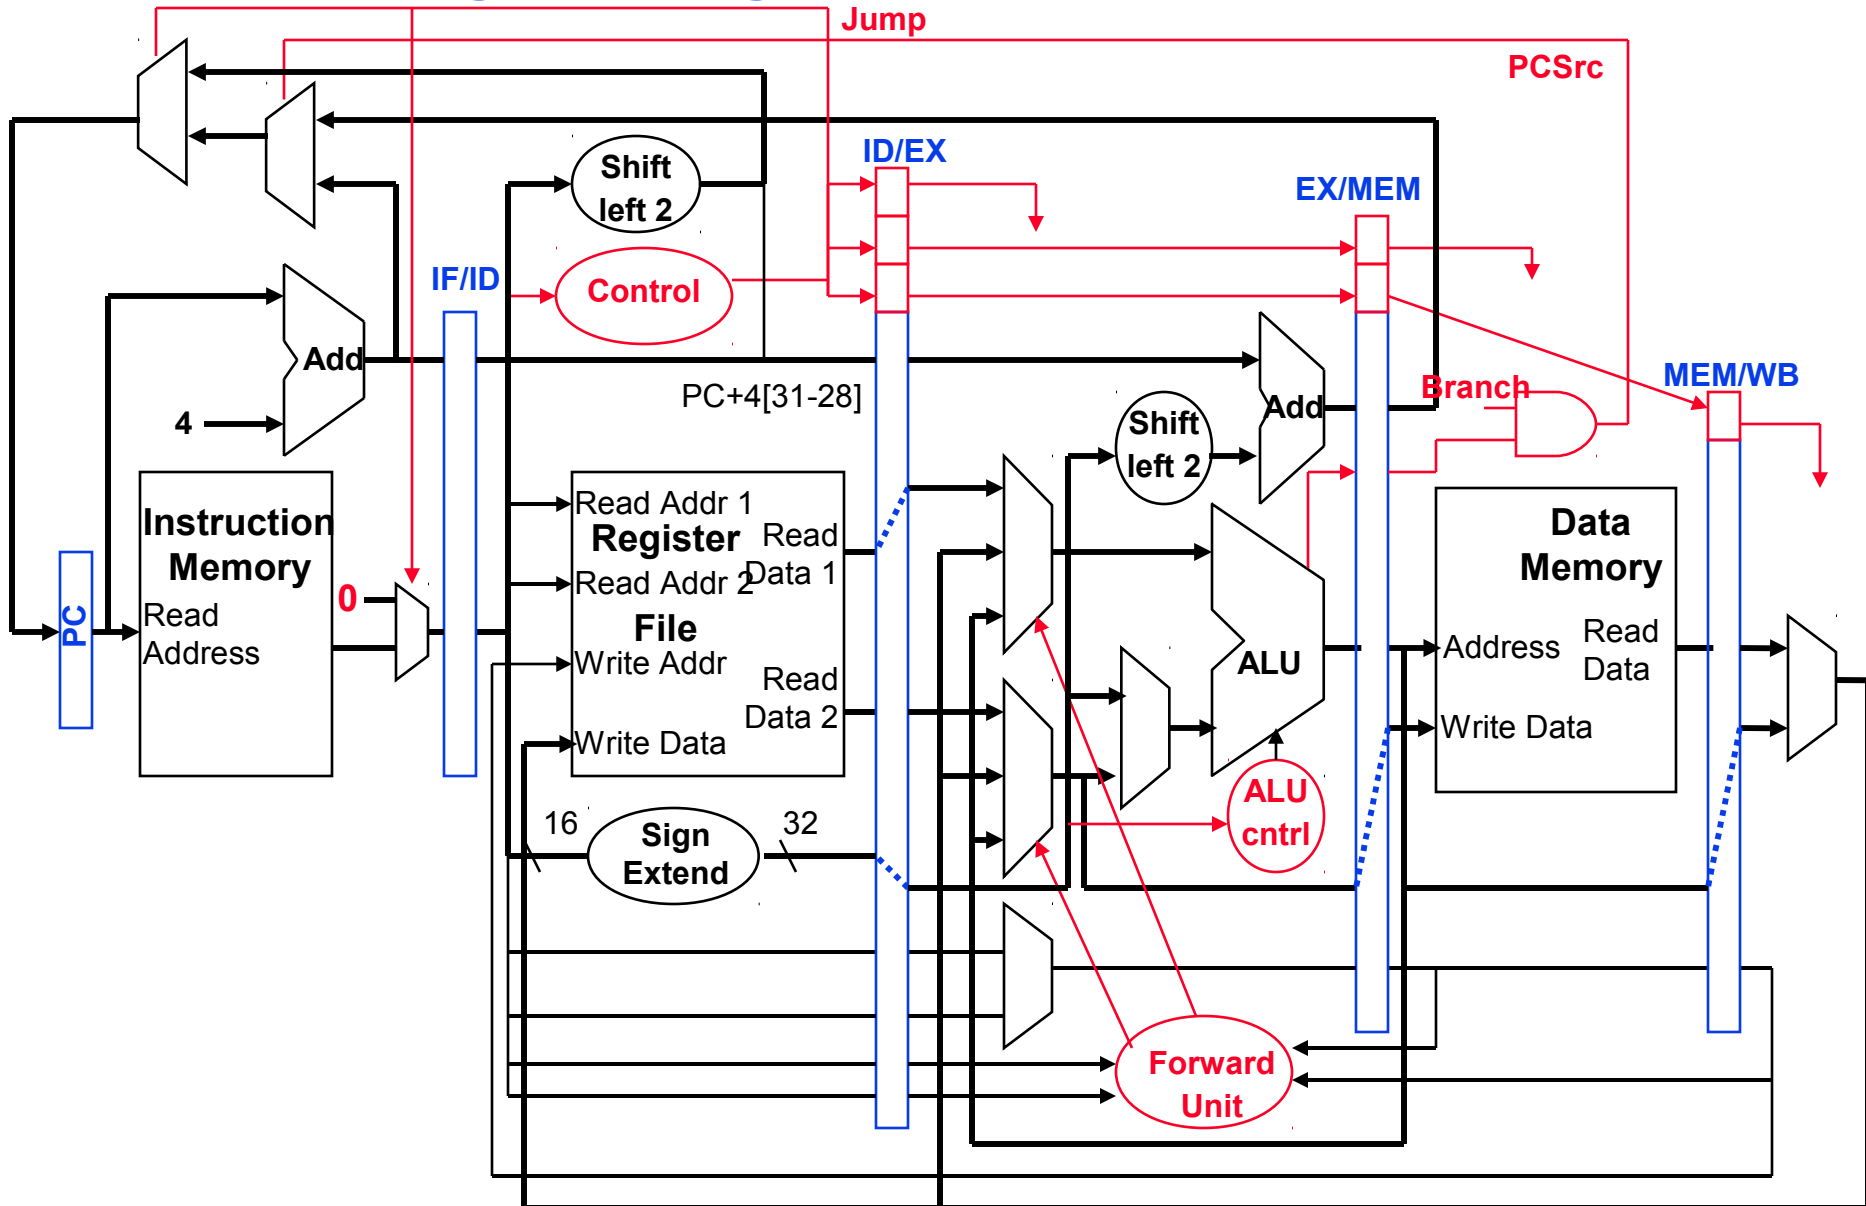 Jump
PCSrc
Shift
left 2
ID/EX
EX/MEM
IF/ID
Control
Add
PC+4[31-28]
4
Branch
MEM/WB
Shift
left 2
Add
Instruction
Memory
Read
Address
PC
0
Read Addr 1
Register
Read
Data 1
Read Addr 2
File
Write Addr
Read
Data 2
Write Data
ALU
Data
Memory
Address
Read
Data
Write Data
16
Sign
Extend
32
ALU
cntrl
Forward
Unit